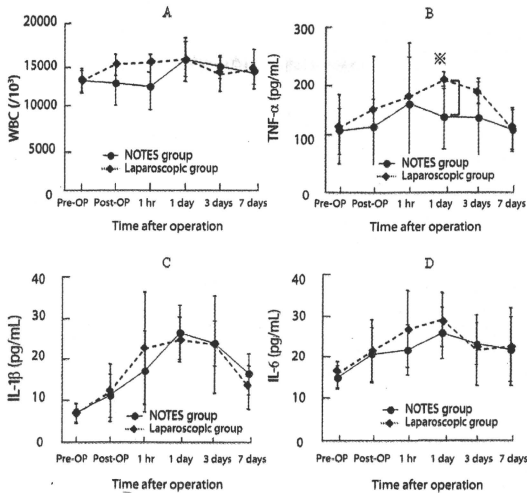 A
20000
15000
10000
5000
0
WBC (/10³)
NOTES group
Laparoscopic group
Pre-OP Post-OP 1 hr 1 day 3 days 7 days
Time after operation
B
300
200
100
0
TNF-α (pg/mL)
※
NOTES group
Laparoscopic group
Pre-OP Post-OP 1 hr 1 day 3 days 7 days
Time after operation
C
40
30
20
10
0
IL-1β (pg/mL)
NOTES group
Laparoscopic group
Pre-OP Post-OP 1 hr 1 day 3 days 7 days
Time after operation
D
40
30
20
10
0
IL-6 (pg/mL)
NOTES group
Laparoscopic group
Pre-OP Post-OP 1 hr 1 day 3 days 7 days
Time after operation